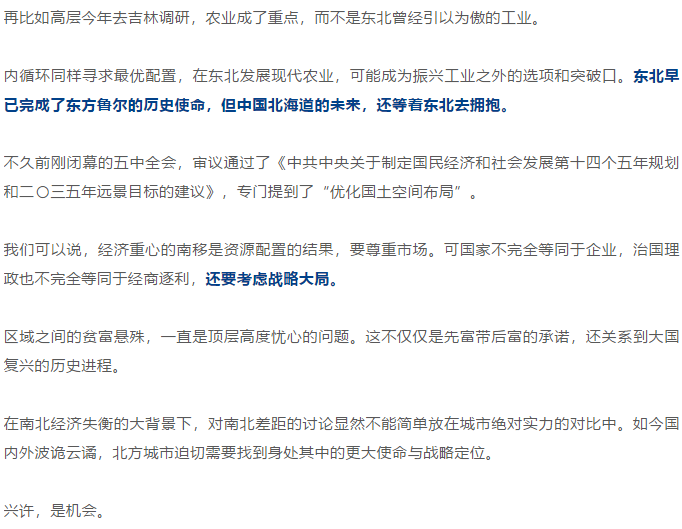 再比如高层今年去吉林调研，农业成了重点，而不是东北曾经引以为傲的工业。
内循环同样寻求最优配置，在东北发展现代农业，可能成为振兴工业之外的选项和突破口。东北早
已完成了东方鲁尔的历史使命，但中国北海道的未来，还等着东北去拥抱。
不久前刚闭幕的五中全会，审议通过了《中共中央关于制定国民经济和社会发展第十四个五年规划
和二〇三五年远景目标的建议》，专门提到了“优化国土空间布局”。
我们可以说，经济重心的南移是资源配置的结果，要尊重市场。可国家不完全等同于企业，治国理
政也不完全等同于经商逐利，还要考虑战略大局。
区域之间的贫富悬殊，一直是顶层高度忧心的问题。这不仅仅是先富带后富的承诺，还关系到大国
复兴的历史进程。
在南北经济失衡的大背景下，对南北差距的讨论显然不能简单放在城市绝对实力的对比中。如今国
内外波诡云谲，北方城市迫切需要找到身处其中的更大使命与战略定位。
兴许，是机会。